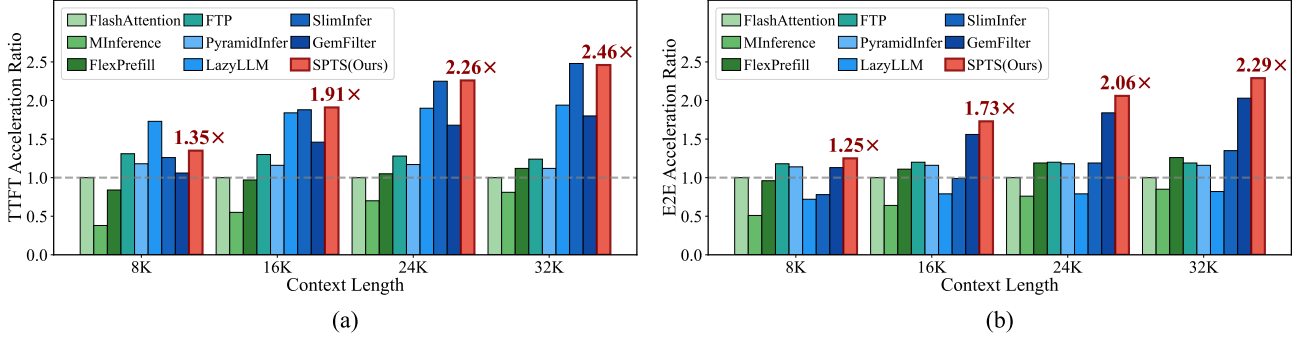 FlashAttention FTP SlimInfer
MInference PyramidInfer GemFilter
FlexPrefill LazyLLM SPTS(Ours)
TTFT Acceleration Ratio
2.5
2.0
1.5
1.0
0.5
0.0
1.35×
1.91×
2.26×
2.46×
8K 16K 24K 32K
Context Length
(a)
FlashAttention FTP SlimInfer
MInference PyramidInfer GemFilter
FlexPrefill LazyLLM SPTS(Ours)
E2E Acceleration Ratio
2.5
2.0
1.5
1.0
0.5
0.0
1.25×
1.73×
2.06×
2.29×
8K 16K 24K 32K
Context Length
(b)